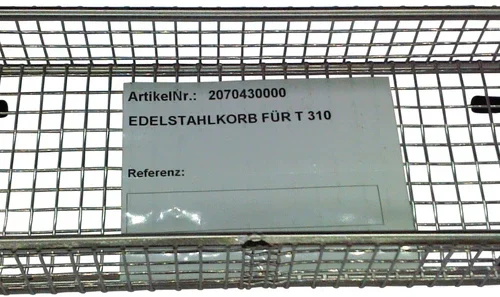 ArtikelNr.: 2070430000
EDELSTAHLKORB FÜR T 310
Referenz: